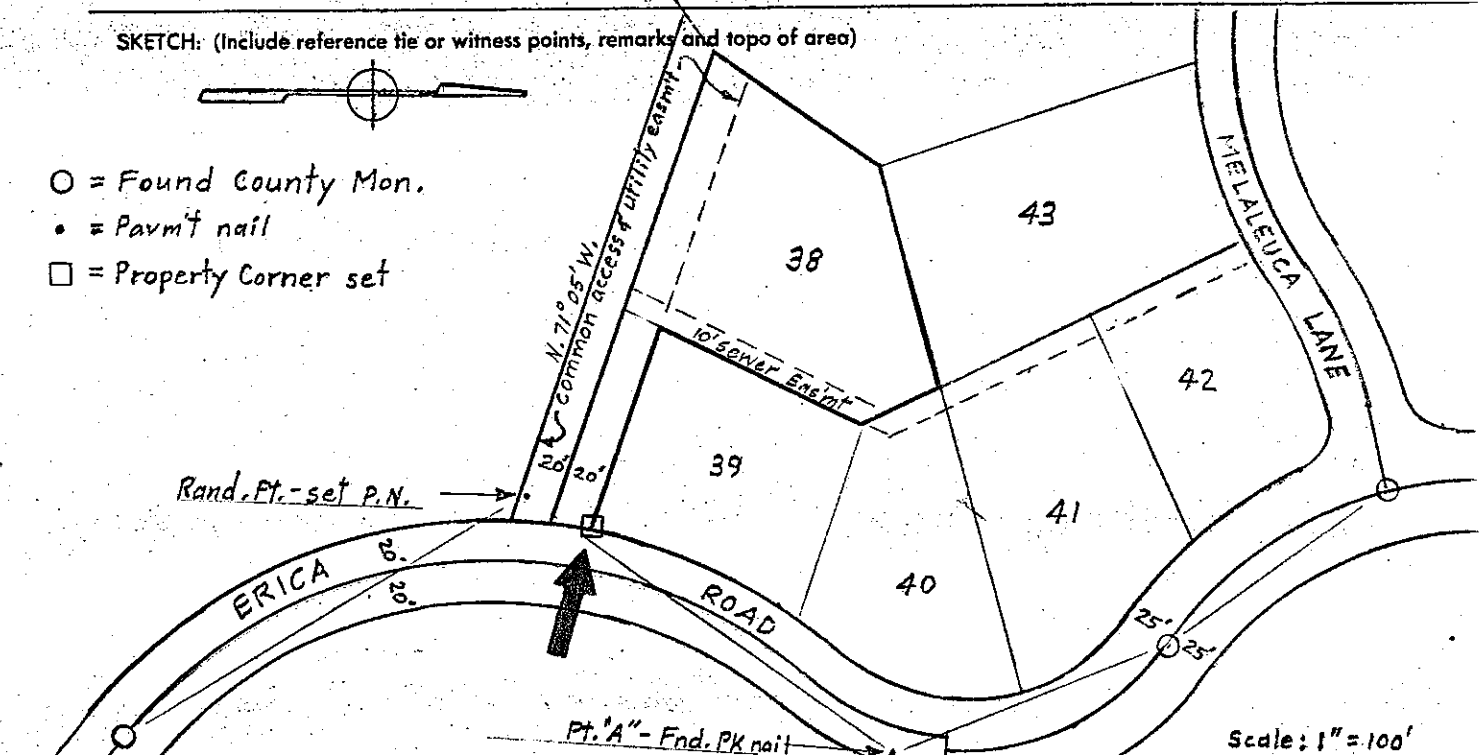 SKETCH: (Include reference tie or witness points, remarks and topo of area)
○ = Found County Mon.
• = Pavm't nail
□ = Property Corner set
N. 71° 05' W.
common access & utility easm't
38
43
MELALEUCA LANE
10' sewer Eas'mt
42
39
20'
20'
Rand. Pt. - set P.N.
41
40
ERICA ROAD
20'
20'
25'
25'
Pt. "A" - Fnd. PK nail
Scale: 1" = 100'